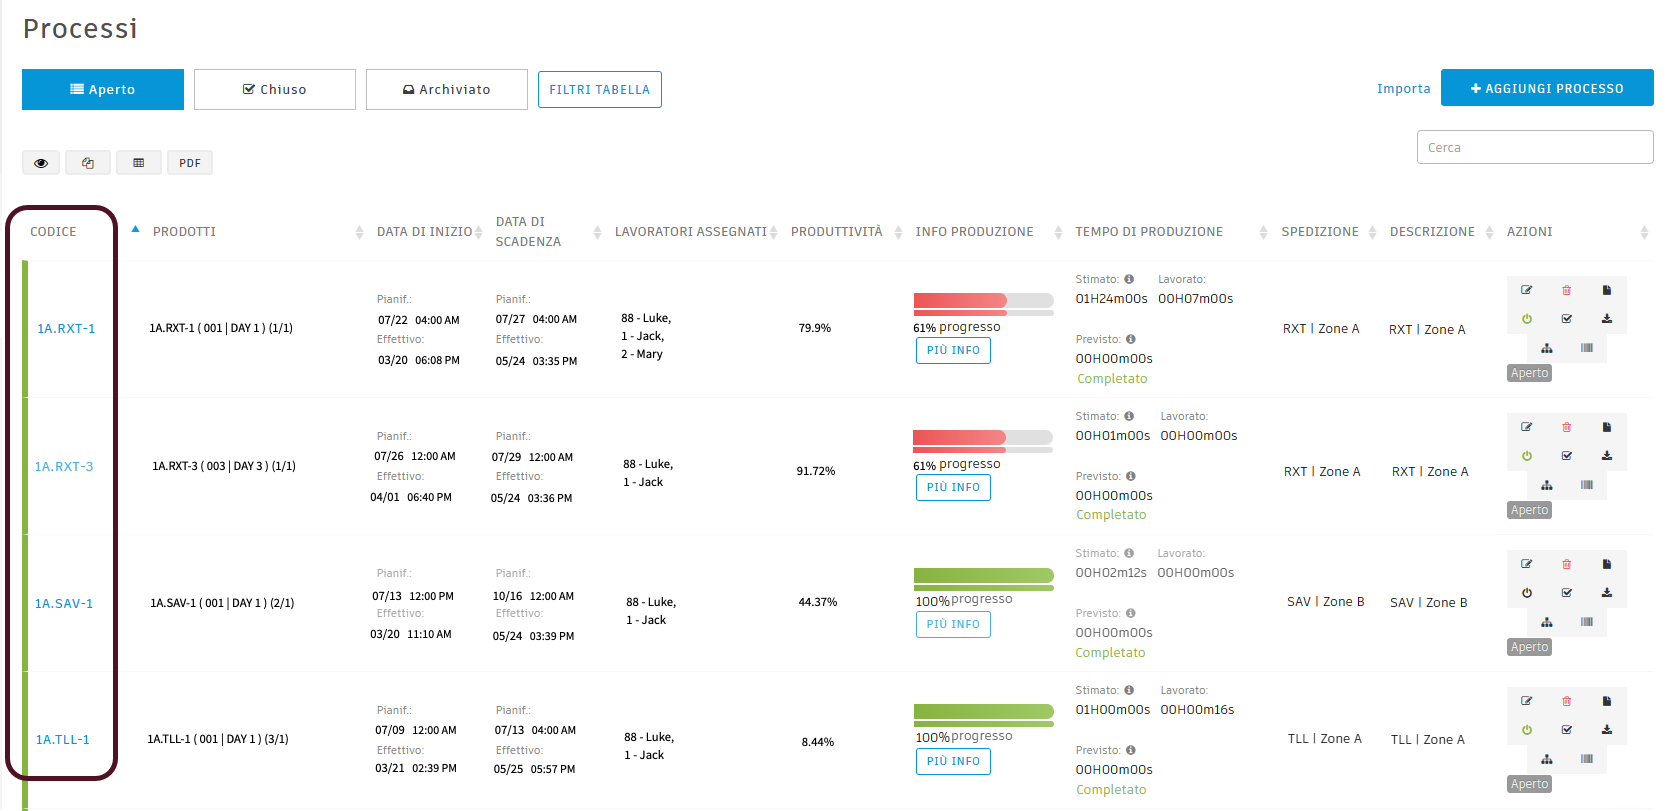 Processi
Aperto
Chiuso
Archiviato
FILTRI TABELLA
Importa
AGGIUNGI PROCESSO
Cerca
PDF
CODICE
PRODOTTI
DATA DI INIZIO
DATA DI
SCADENZA
LAVORATORI ASSEGNATI
PRODUTTIVITÀ
INFO PRODUZIONE
TEMPO DI PRODUZIONE
SPEDIZIONE
DESCRIZIONE
AZIONI
1A.RXT-1
1A.RXT-1 ( 001 | DAY 1 ) (1/1)
Pianif.:
07/22 04:00 AM
Effettivo:
03/20 06:08 PM
Pianif.:
07/27 04:00 AM
Effettivo:
05/24 03:35 PM
88 - Luke,
1 - Jack,
2 - Mary
79.9%
61% progresso
PIÙ INFO
Stimato: Lavorato:
01H24m00s 00H07m00s
Previsto:
00H00m00s
Completato
RXT | Zone A
RXT | Zone A
Aperto
1A.RXT-3
1A.RXT-3 ( 003 | DAY 3 ) (1/1)
Pianif.:
07/26 12:00 AM
Effettivo:
04/01 06:40 PM
Pianif.:
07/29 12:00 AM
Effettivo:
05/24 03:36 PM
88 - Luke,
1 - Jack
91.72%
61% progresso
PIÙ INFO
Stimato: Lavorato:
00H01m00s 00H00m00s
Previsto:
00H00m00s
Completato
RXT | Zone A
RXT | Zone A
Aperto
1A.SAV-1
1A.SAV-1 ( 001 | DAY 1 ) (2/1)
Pianif.:
07/13 12:00 PM
Effettivo:
03/20 11:10 AM
Pianif.:
10/16 12:00 AM
Effettivo:
05/24 03:39 PM
88 - Luke,
1 - Jack
44.37%
100% progresso
PIÙ INFO
Stimato: Lavorato:
00H02m12s 00H00m00s
Previsto:
00H00m00s
Completato
SAV | Zone B
SAV | Zone B
Aperto
1A.TLL-1
1A.TLL-1 ( 001 | DAY 1 ) (3/1)
Pianif.:
07/09 12:00 AM
Effettivo:
03/21 02:39 PM
Pianif.:
07/13 04:00 AM
Effettivo:
05/25 05:57 PM
88 - Luke,
1 - Jack
8.44%
100% progresso
PIÙ INFO
Stimato: Lavorato:
01H00m00s 00H00m16s
Previsto:
00H00m00s
Completato
TLL | Zone A
TLL | Zone A
Aperto